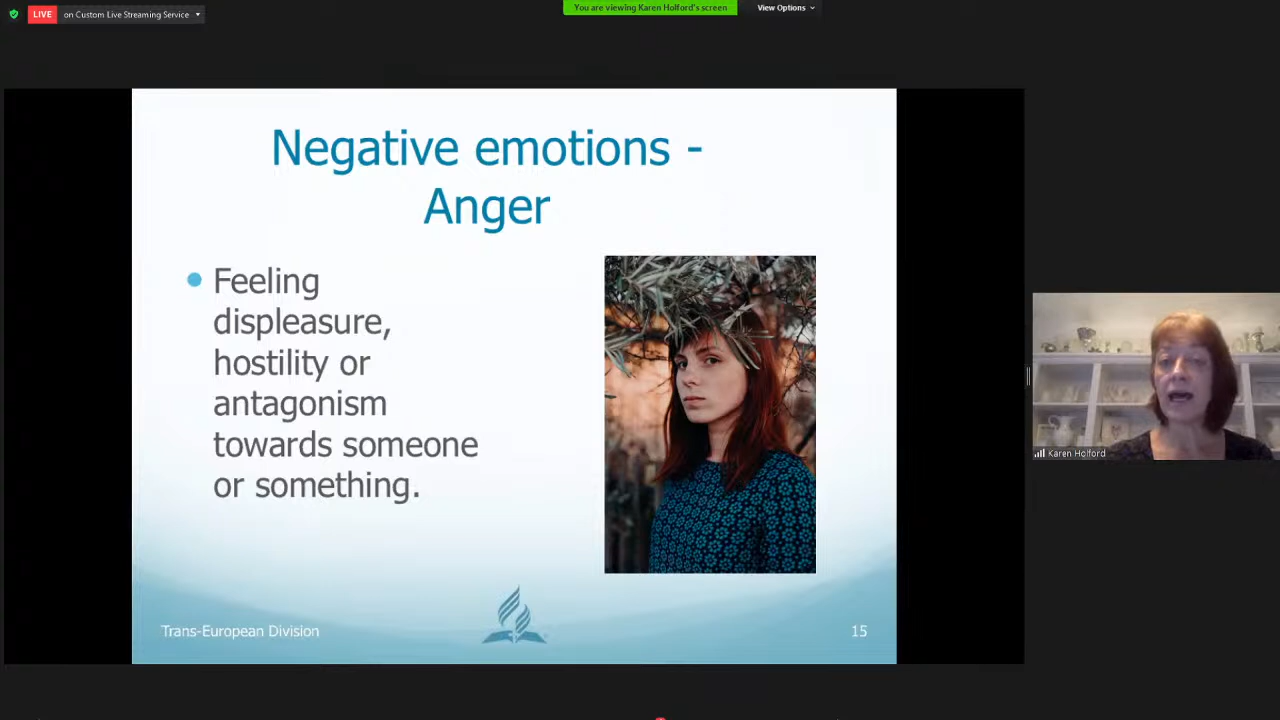 LIVE on Custom Live Streaming Service
You are viewing Karen Holford's screen
View Options
Negative emotions -
Anger
Feeling
displeasure,
hostility or
antagonism
towards someone
or something.
Karen Holford
Trans-European Division
15